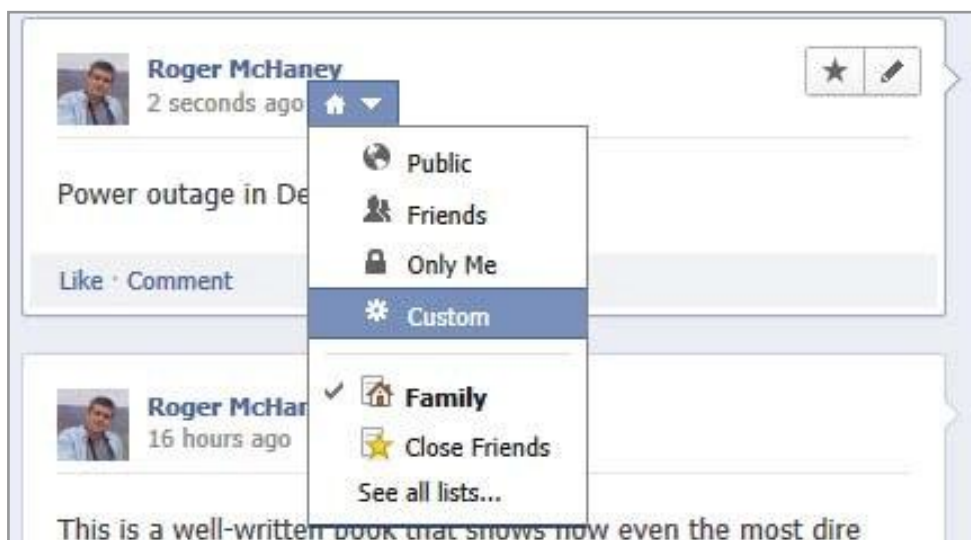 Roger McHaney
2 seconds ago
Public
Power outage in De
Friends
Only Me
Like · Comment
Custom
Family
Roger McHar
16 hours ago
Close Friends
See all lists...
This is a well-written book that shows how even the most dire